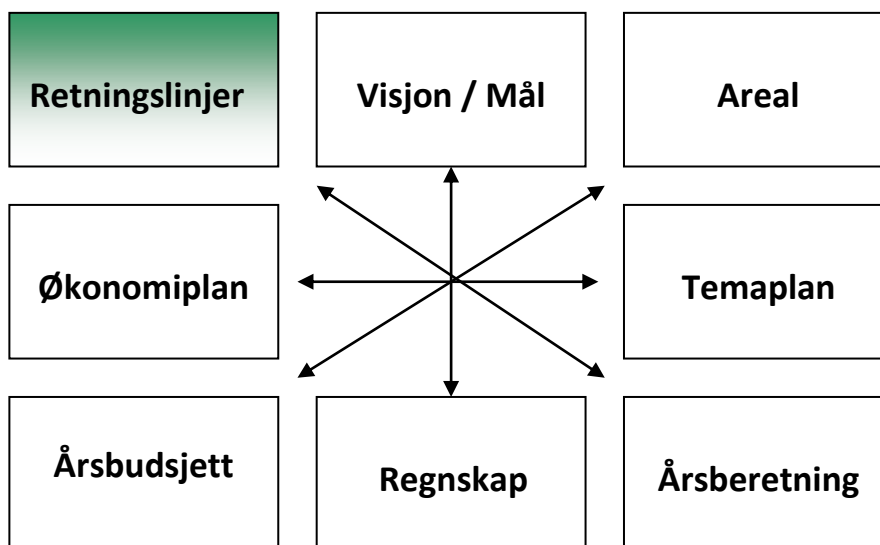 Retningslinjer
Visjon / Mål
Areal
Økonomiplan
Temaplan
Årsbudsjett
Regnskap
Årsberetning